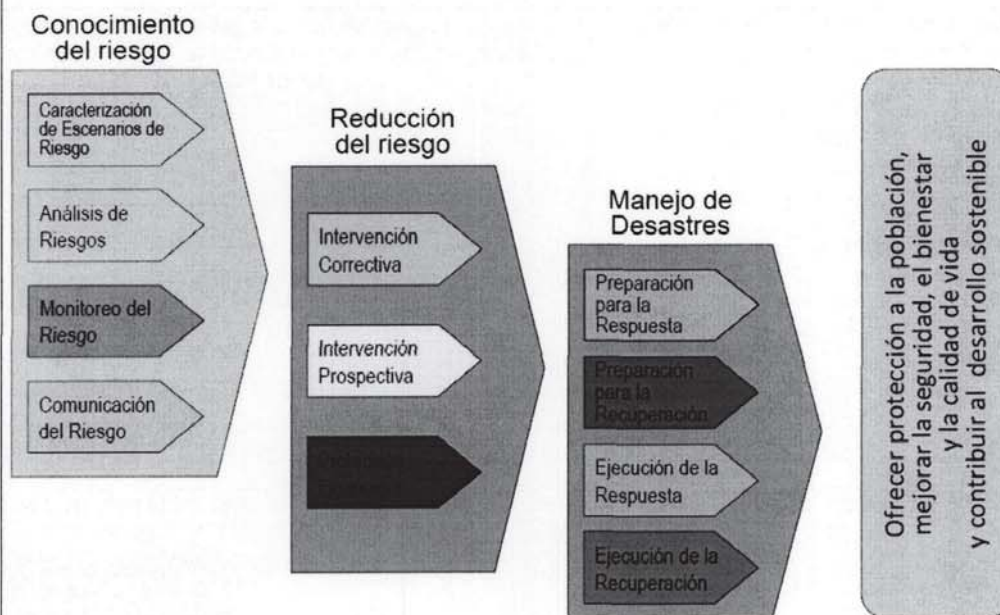 Conocimiento
del riesgo
Caracterización
de Escenarios de
Riesgo
Análisis de
Riesgos
Monitoreo del
Riesgo
Comunicación
del Riesgo
Reducción
del riesgo
Intervención
Correctiva
Intervención
Prospectiva
Manejo de
Desastres
Preparación
para la
Respuesta
Preparación
para la
Recuperación
Ejecución de la
Respuesta
Ejecución de la
Recuperación
Ofrecer protección a la población,
mejorar la seguridad, el bienestar
y la calidad de vida
y contribuir al desarrollo sostenible